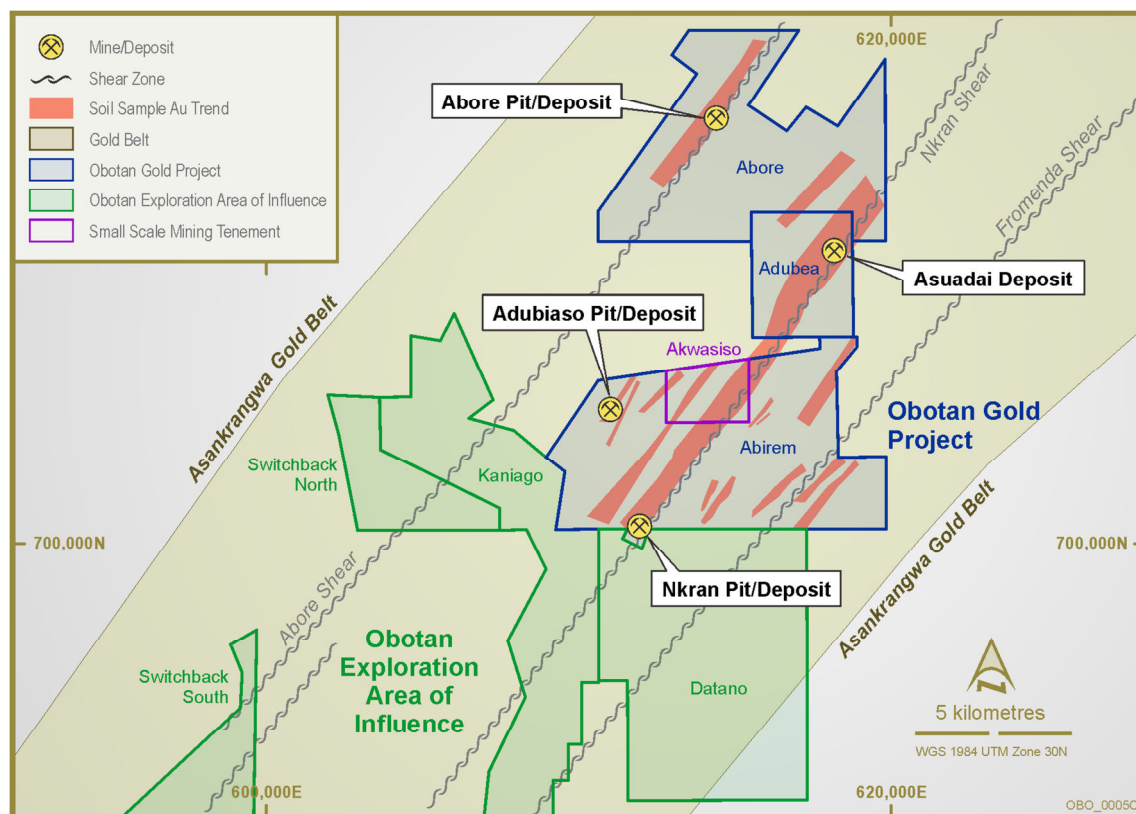 Mine/Deposit
Shear Zone
Soil Sample Au Trend
Gold Belt
Obotan Gold Project
Obotan Exploration Area of Influence
Small Scale Mining Tenement
620,000E
Abore Pit/Deposit
Nkran Shear
Fromenda Shear
Abore
Adubea
Asuadai Deposit
Asankrangwa Gold Belt
Adubiaso Pit/Deposit
Akwasiso
Obotan Gold
Project
Abirem
Switchback
North
Kaniago
700,000N
700,000N
Asankrangwa Gold Belt
Nkran Pit/Deposit
Abore Shear
Obotan
Exploration
Area of
Influence
Switchback
South
Datano
5 kilometres
WGS 1984 UTM Zone 30N
600,000E
620,000E
OBO_0005C